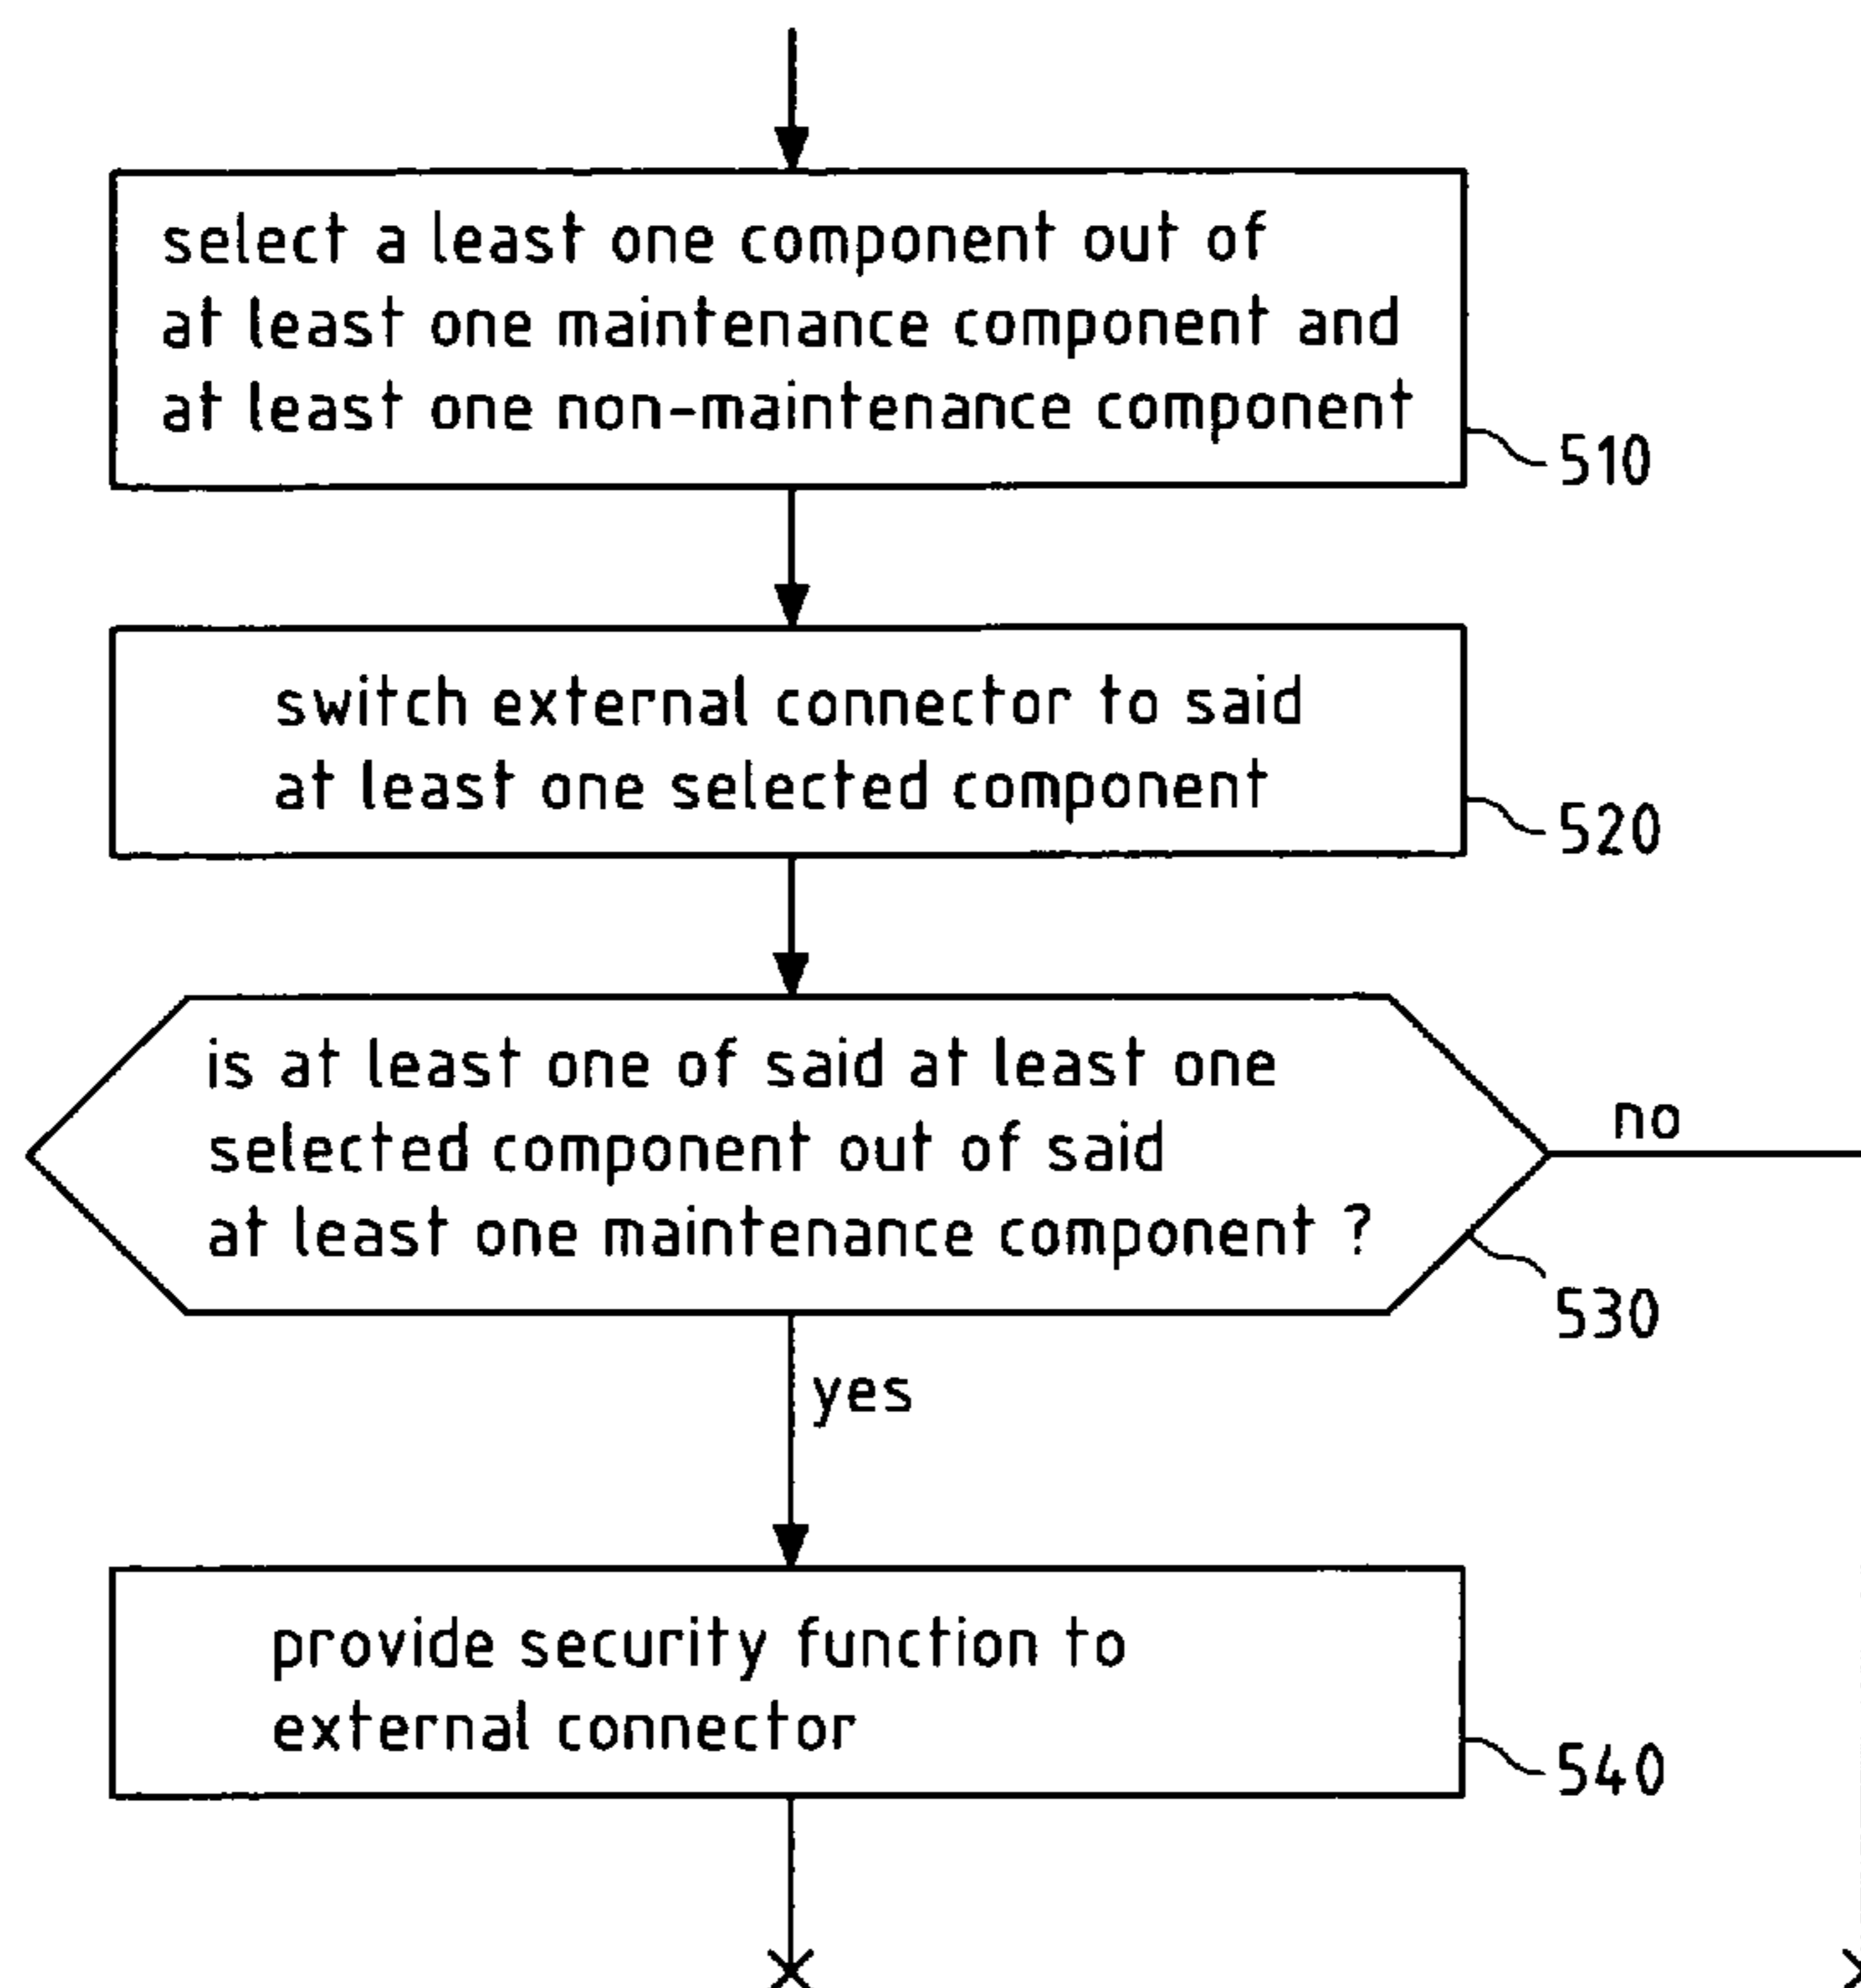 select a least one component out of
at least one maintenance component and
at least one non-maintenance component
510
switch external connector to said
at least one selected component
520
is at least one of said at least one
selected component out of said
at least one maintenance component ?
no
530
yes
provide security function to
external connector
540